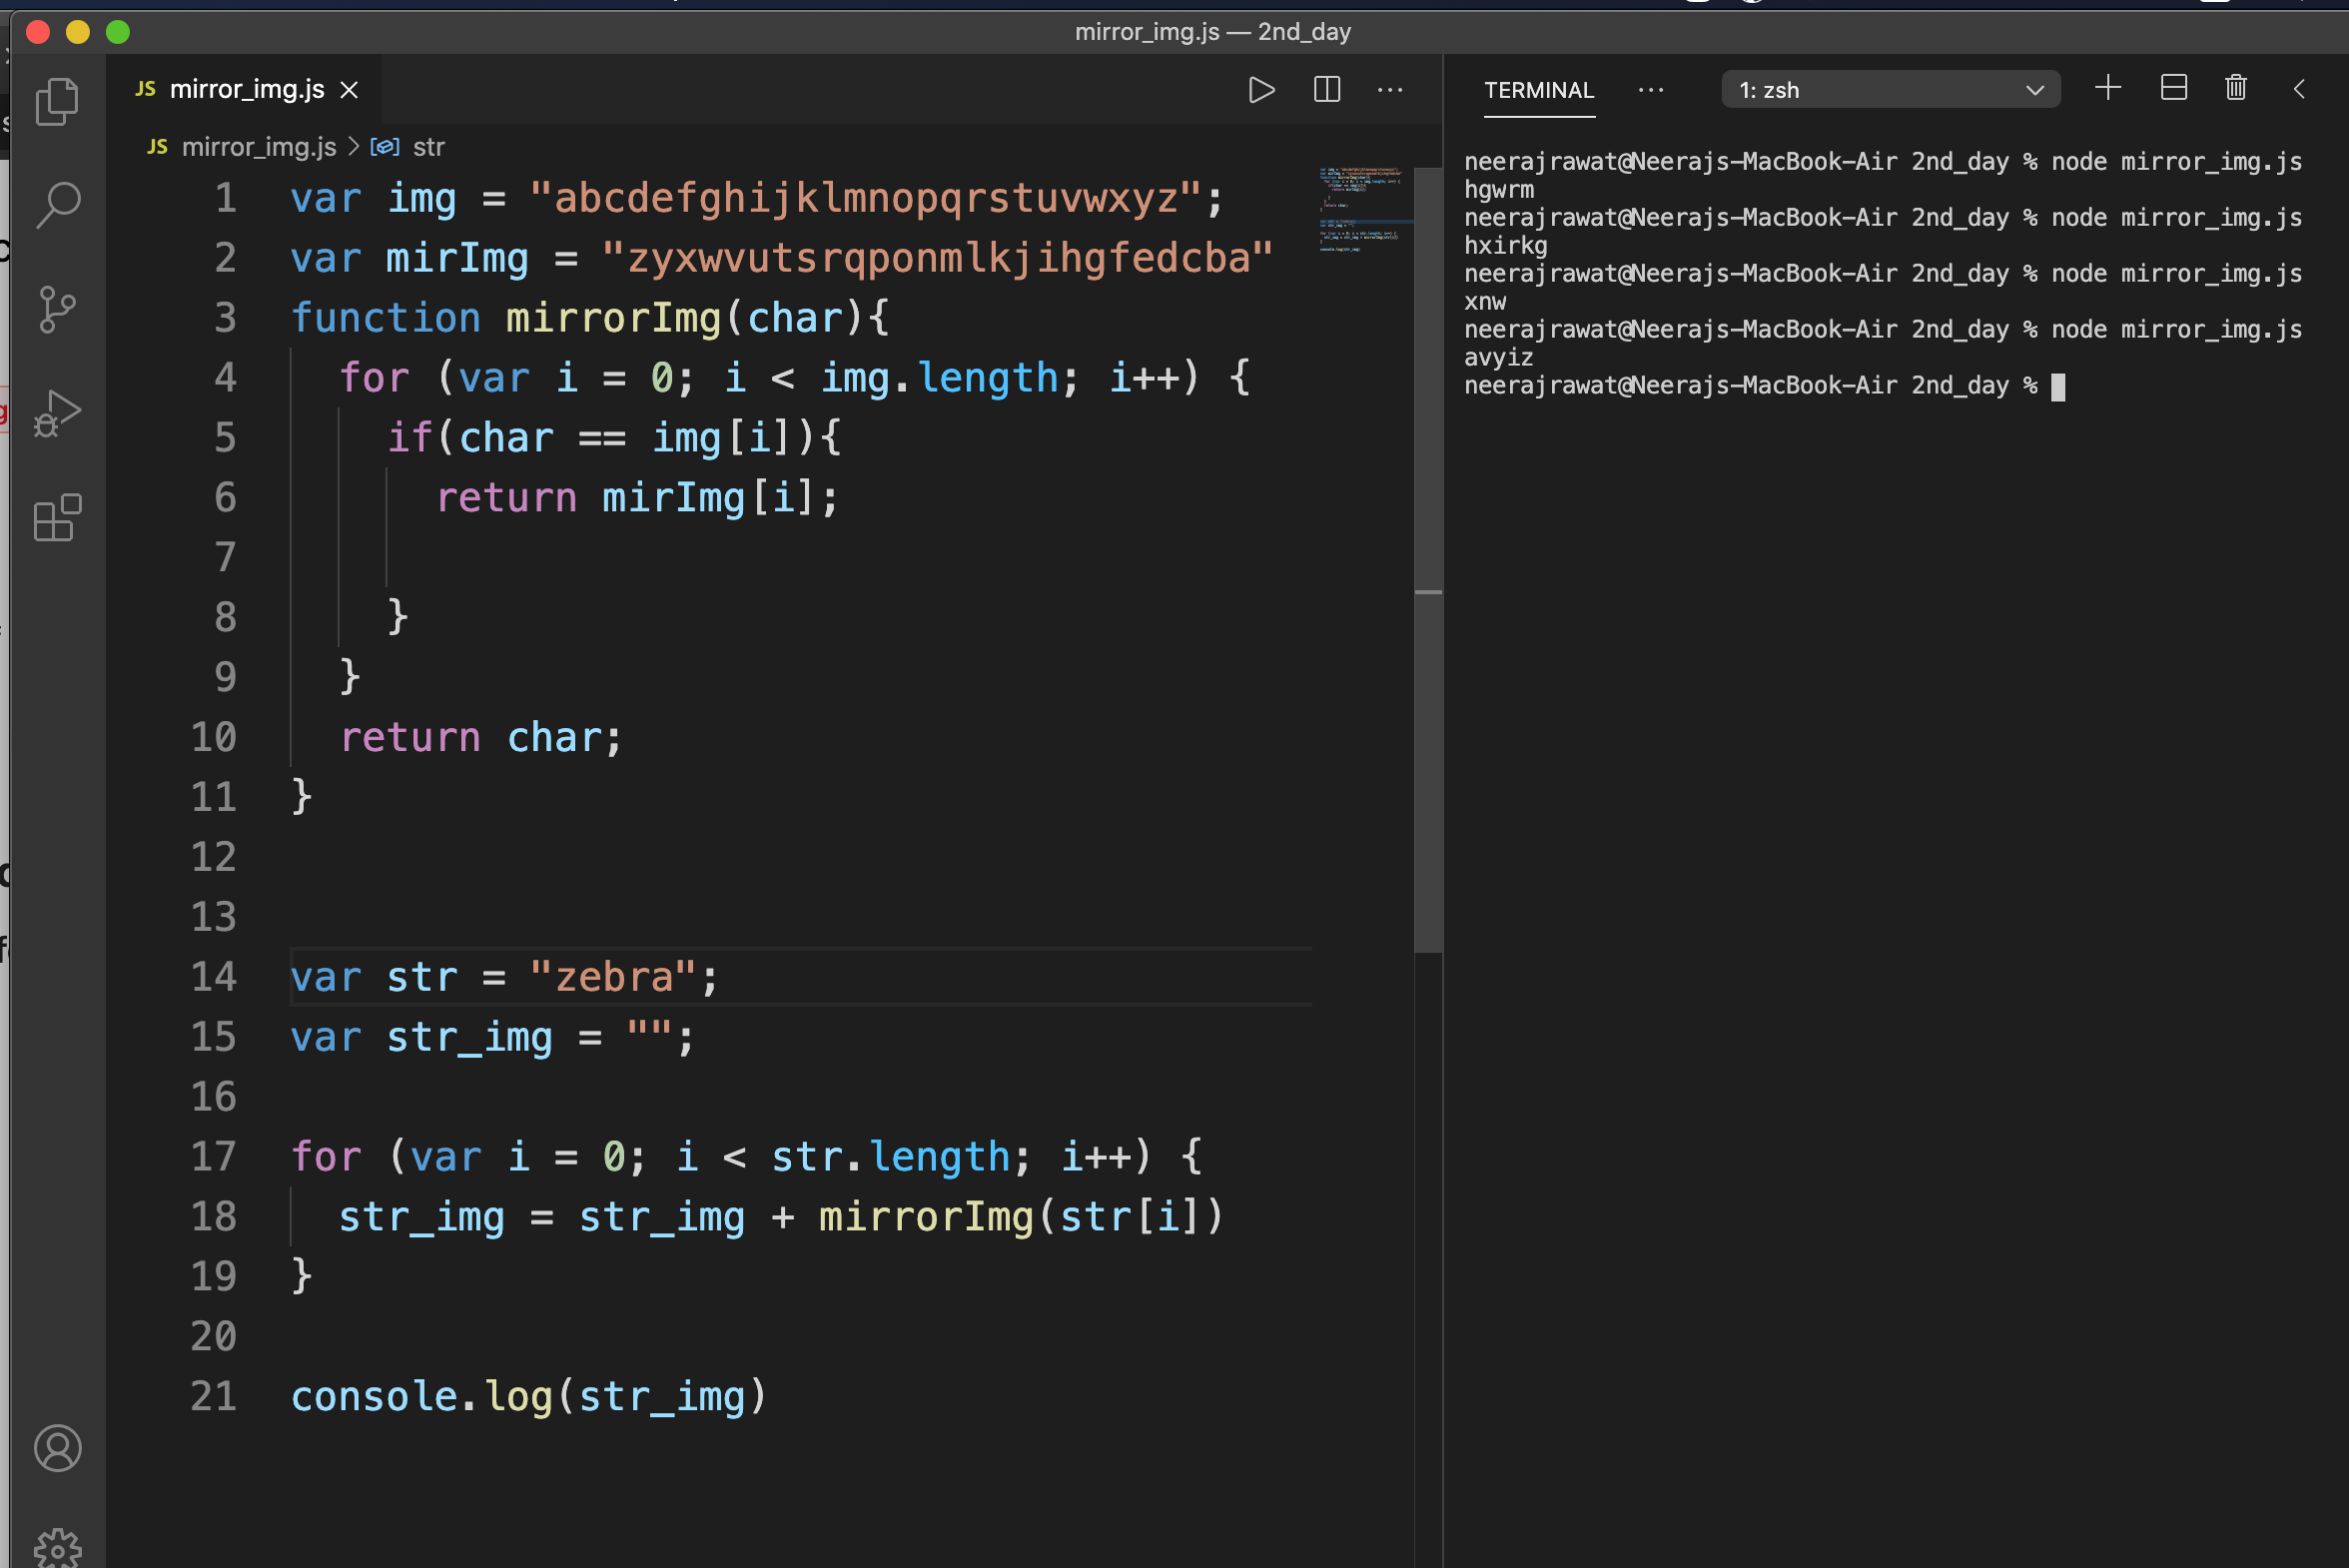 mirror_img.js — 2nd_day
JS mirror_img.js
JS mirror_img.js > str
1 var img = "abcdefghijklmnopqrstuvwxyz";
2 var mirImg = "zyxwvutsrqponmlkjihgfedcba"
3 function mirrorImg(char){
4 for (var i = 0; i < img.length; i++) {
5 if(char == img[i]){
6 return mirImg[i];
7
8 }
9 }
10 return char;
11 }
12
13
14 var str = "zebra";
15 var str_img = "";
16
17 for (var i = 0; i < str.length; i++) {
18 str_img = str_img + mirrorImg(str[i])
19 }
20
21 console.log(str_img)
TERMINAL ··· 1: zsh
neerajrawat@Neerajs-MacBook-Air 2nd_day % node mirror_img.js
hgwrm
neerajrawat@Neerajs-MacBook-Air 2nd_day % node mirror_img.js
hxirkg
neerajrawat@Neerajs-MacBook-Air 2nd_day % node mirror_img.js
xnw
neerajrawat@Neerajs-MacBook-Air 2nd_day % node mirror_img.js
avyiz
neerajrawat@Neerajs-MacBook-Air 2nd_day %